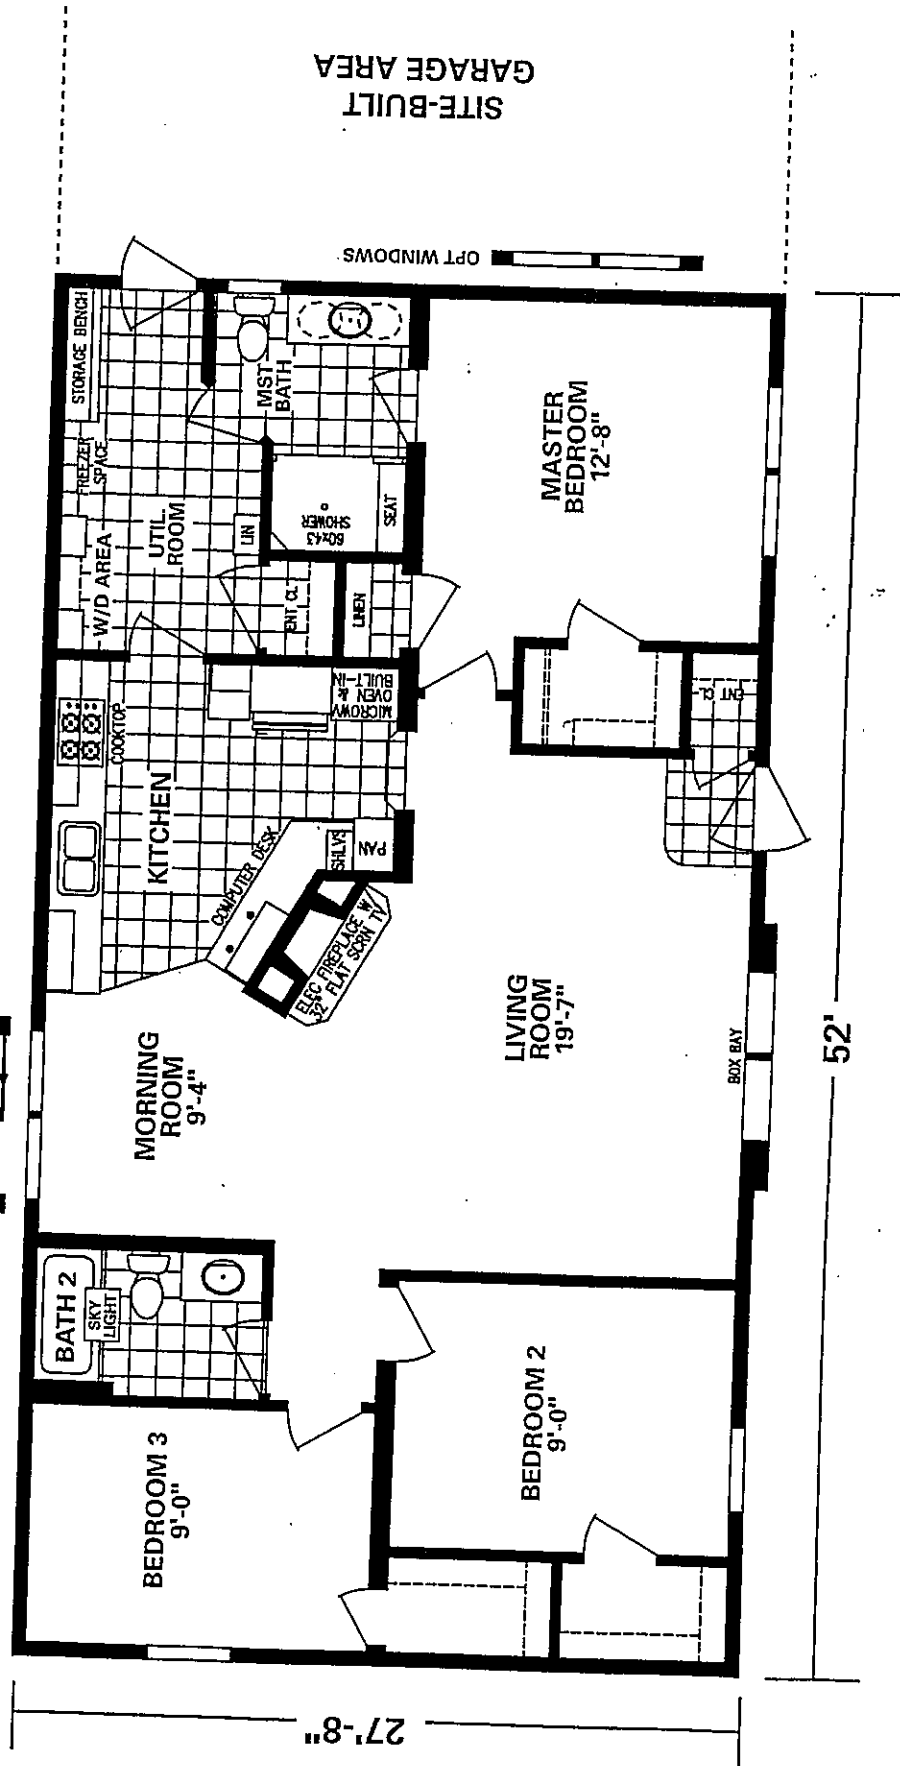 SITE-BUILT
GARAGE AREA
OPT WINDOWS
STORAGE BENCH
FREEZER
SPACE
W/D AREA
UTIL.
ROOM
LIN
MST
BATH
60x43
SHOWER
SEAT
ENT CL
LINEN
MASTER
BEDROOM
12'-8"
COOKTOP
KITCHEN
MICROWV
OVEN &
BUILT-IN
COMPUTER DESK
SHLVS
PAN
ELEC FIREPLACE W/
32" FLAT SCRN TV
ENT CL
MORNING
ROOM
9'-4"
LIVING
ROOM
19'-7"
BOX BAY
52'
BATH 2
SKY
LIGHT
BEDROOM 3
9'-0"
BEDROOM 2
9'-0"
27'-8"